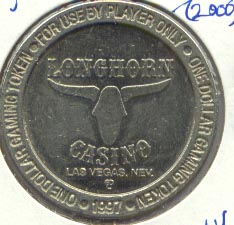 • FOR USE BY PLAYER ONLY •
ONE DOLLAR GAMING TOKEN
• 1997 •
ONE DOLLAR GAMING TOKEN
LONGHORN
CASINO
LAS VEGAS, NEV.